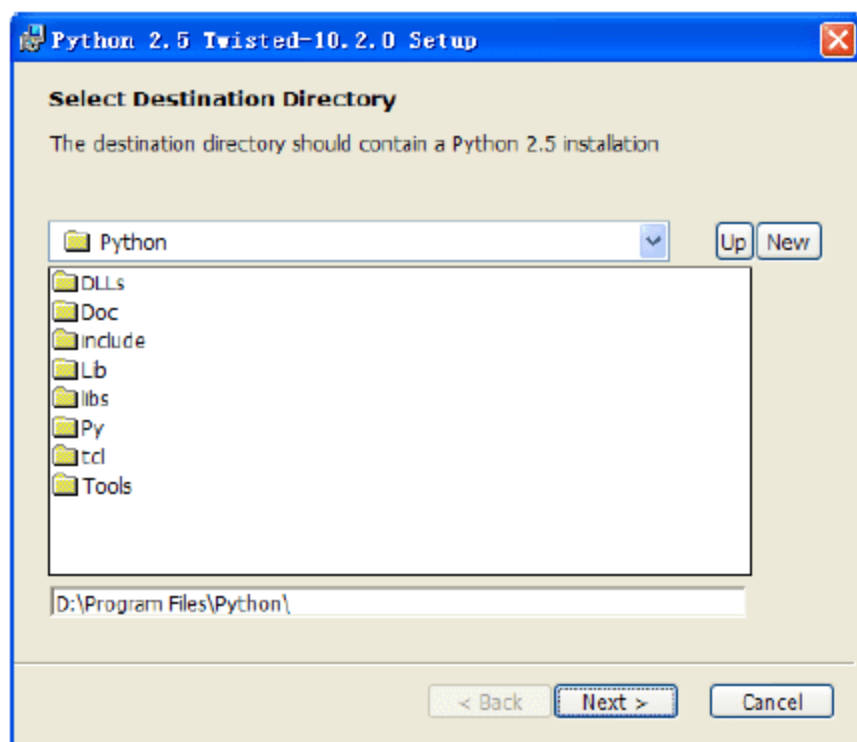 Python 2.5 Twisted-10.2.0 Setup
Select Destination Directory
The destination directory should contain a Python 2.5 installation
Python
Up New
DLLs
Doc
include
Lib
libs
Py
tcl
Tools
D:\Program Files\Python\
< Back Next > Cancel